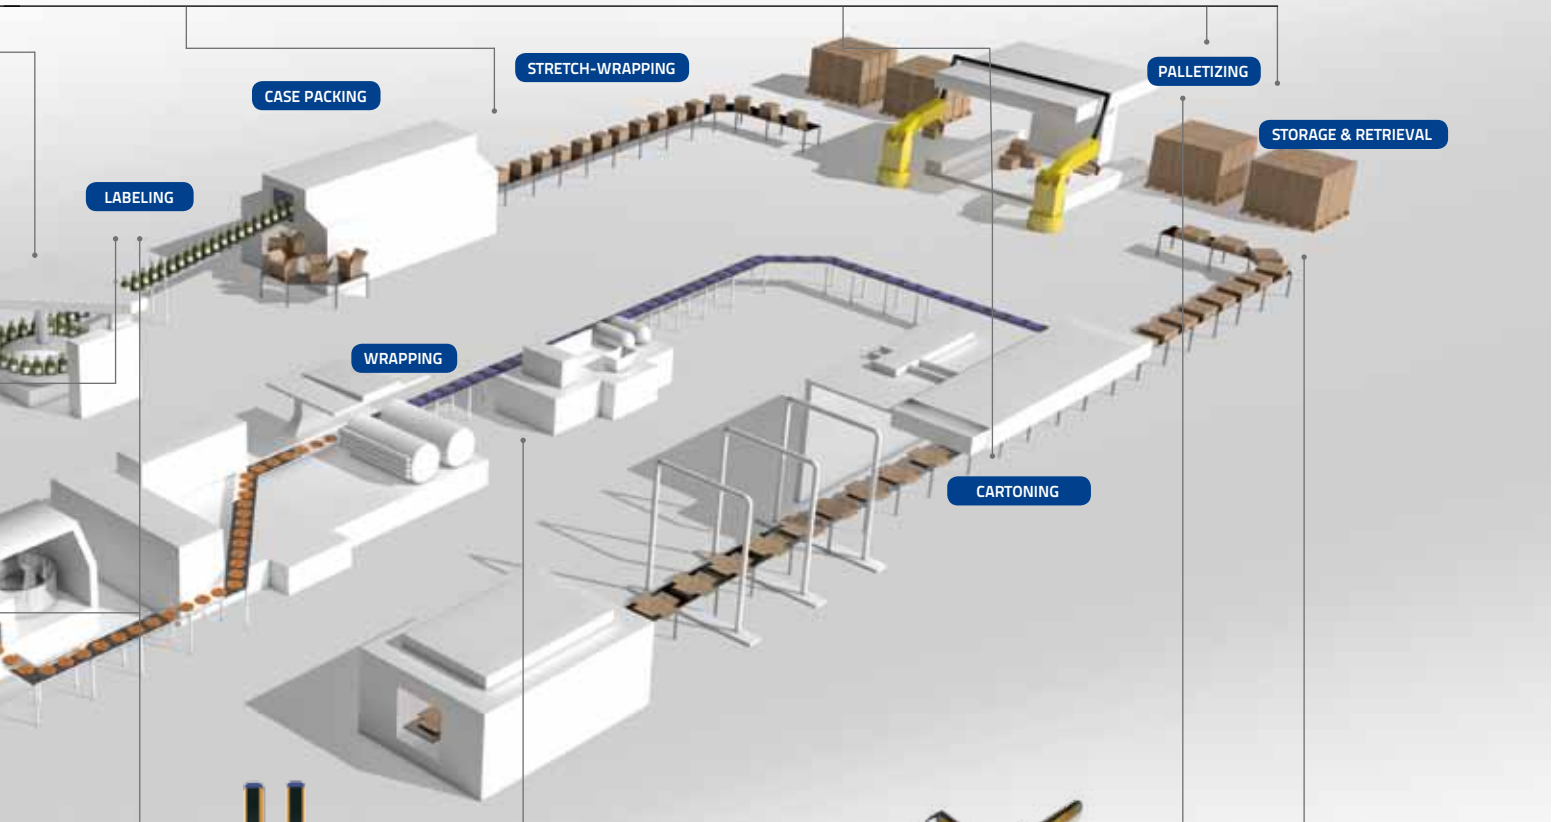 STRETCH-WRAPPING
PALLETIZING
CASE PACKING
STORAGE & RETRIEVAL
LABELING
WRAPPING
CARTONING